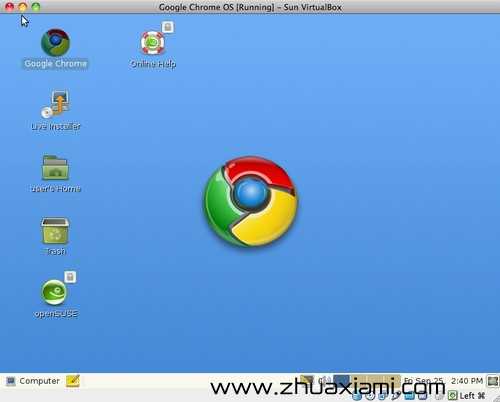 Google Chrome OS [Running] – Sun VirtualBox
Google Chrome
Online Help
Live Installer
user's Home
Trash
openSUSE
Computer
Fri Sep 25, 2:40 PM
www.zhuaxiami.com
Left ⌘